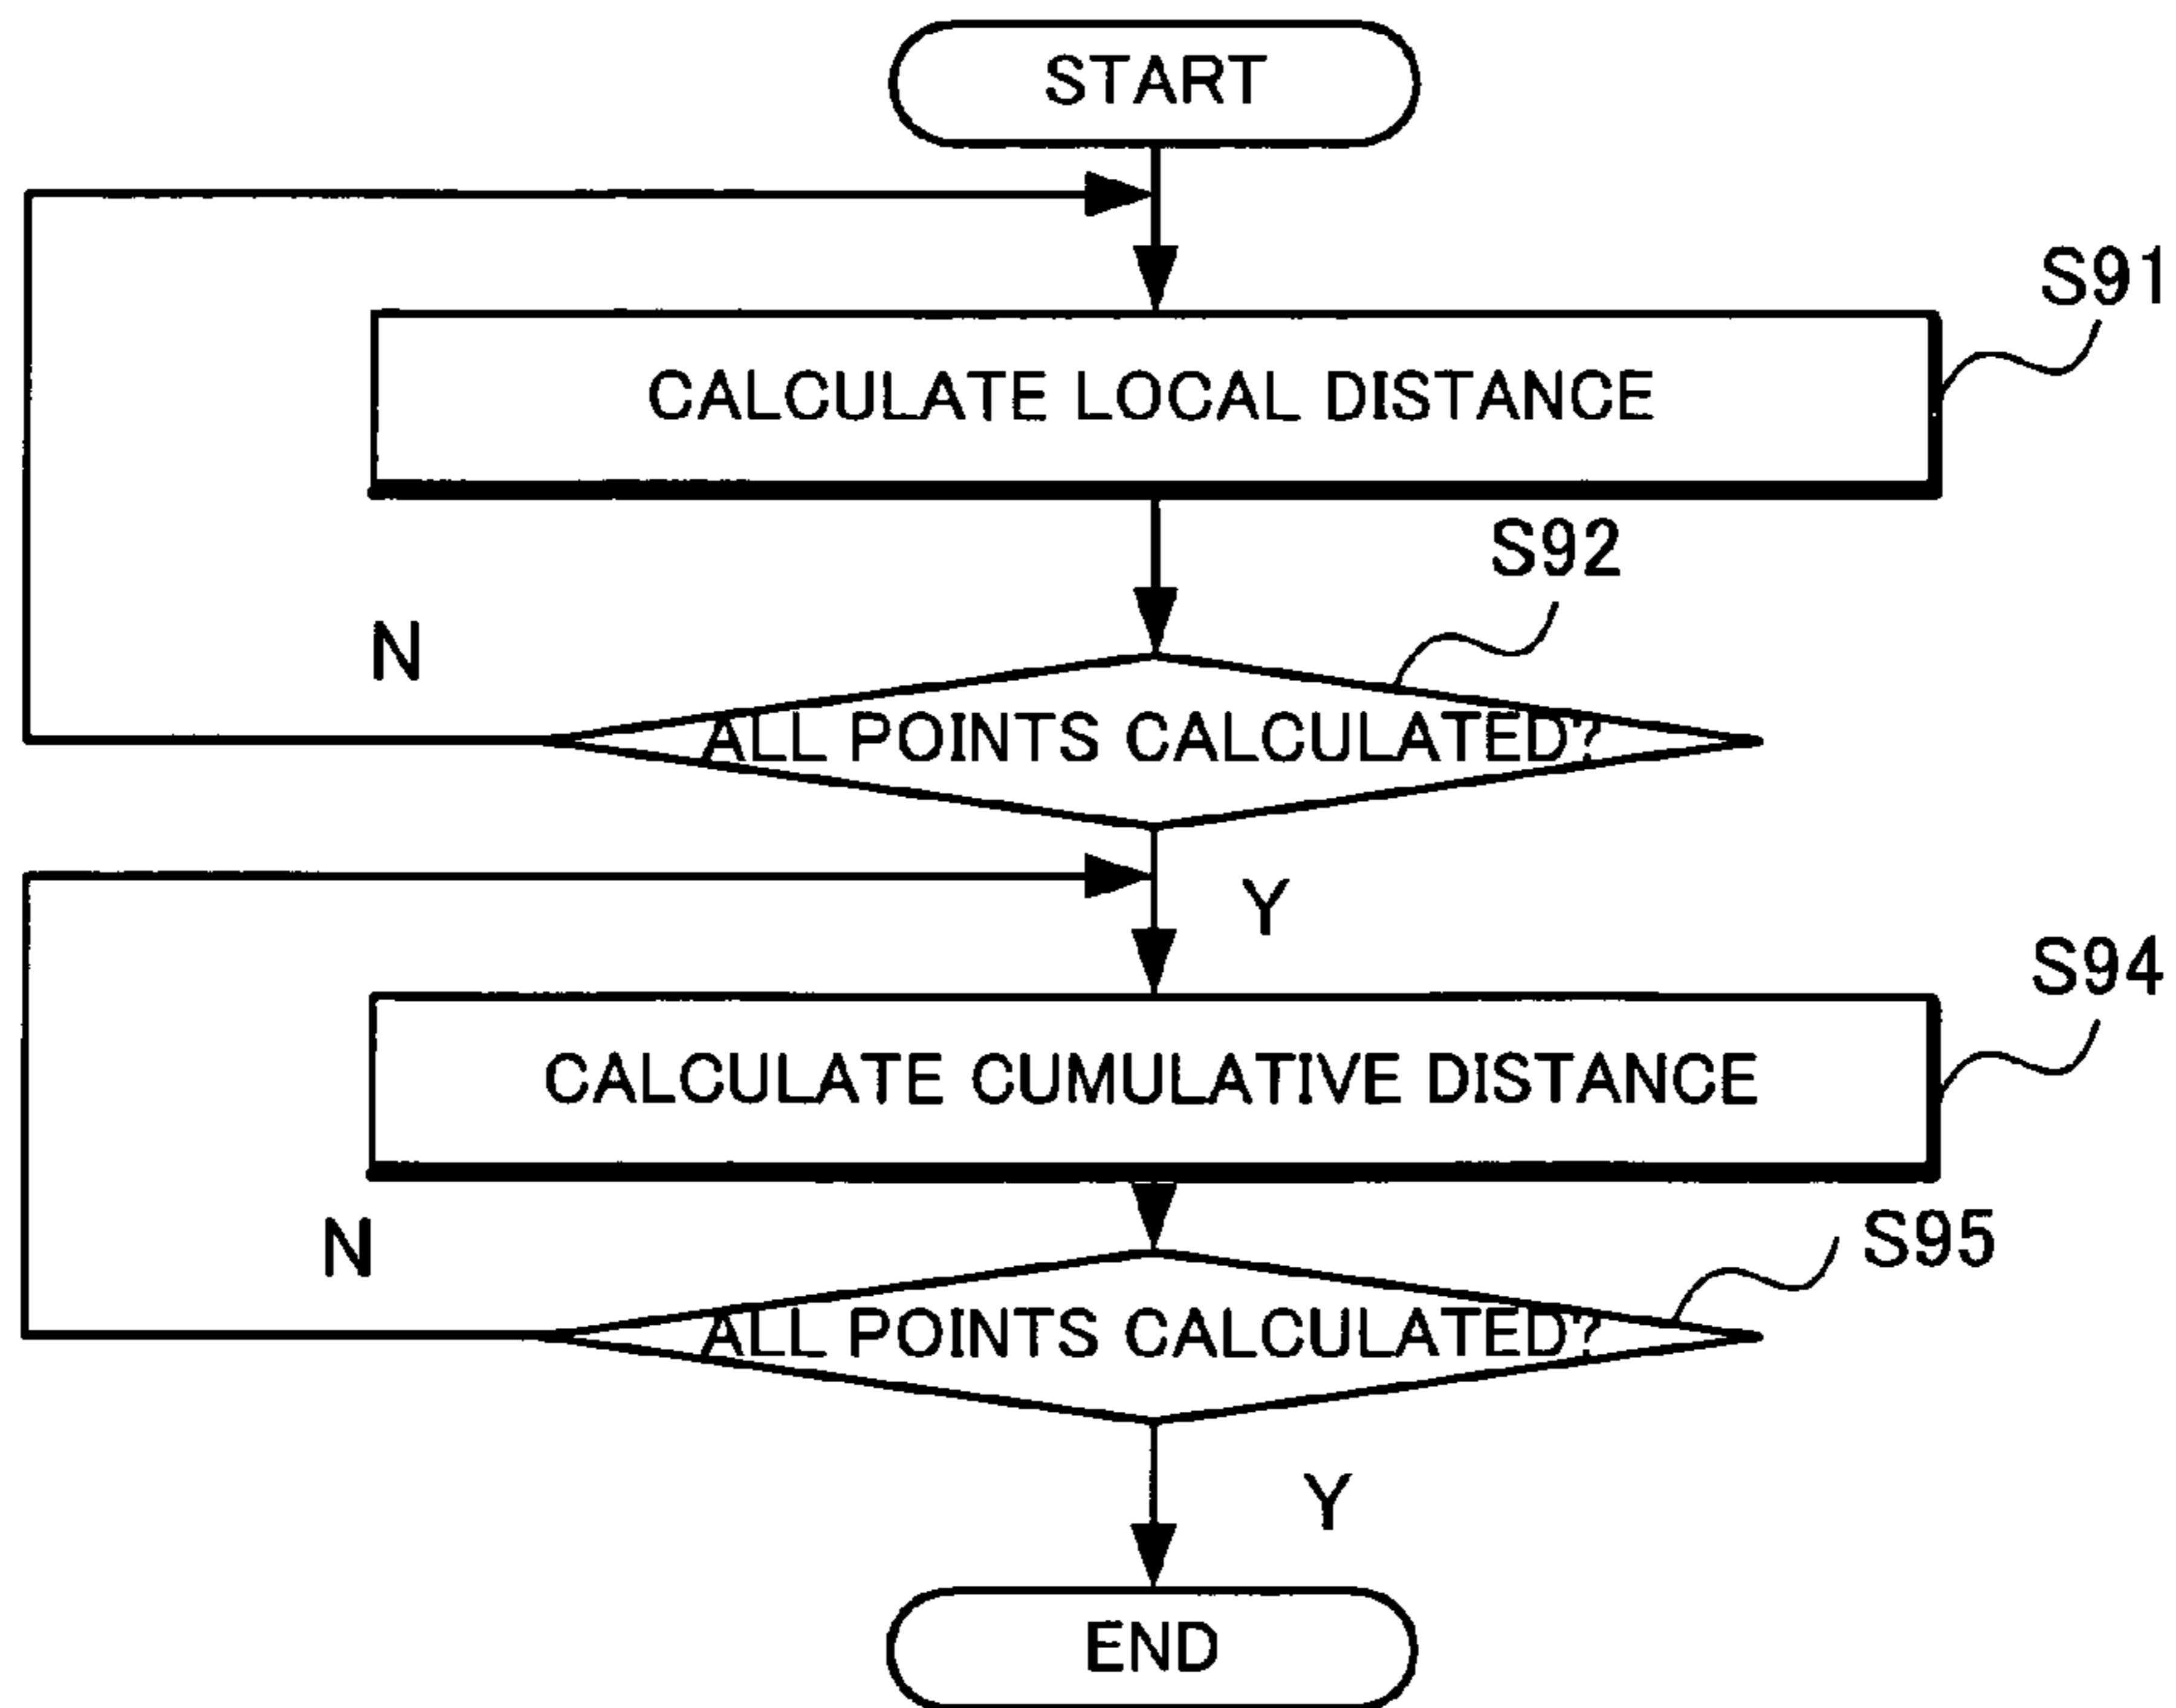 START
S91
CALCULATE LOCAL DISTANCE
S92
N
ALL POINTS CALCULATED?
Y
S94
CALCULATE CUMULATIVE DISTANCE
S95
N
ALL POINTS CALCULATED?
Y
END